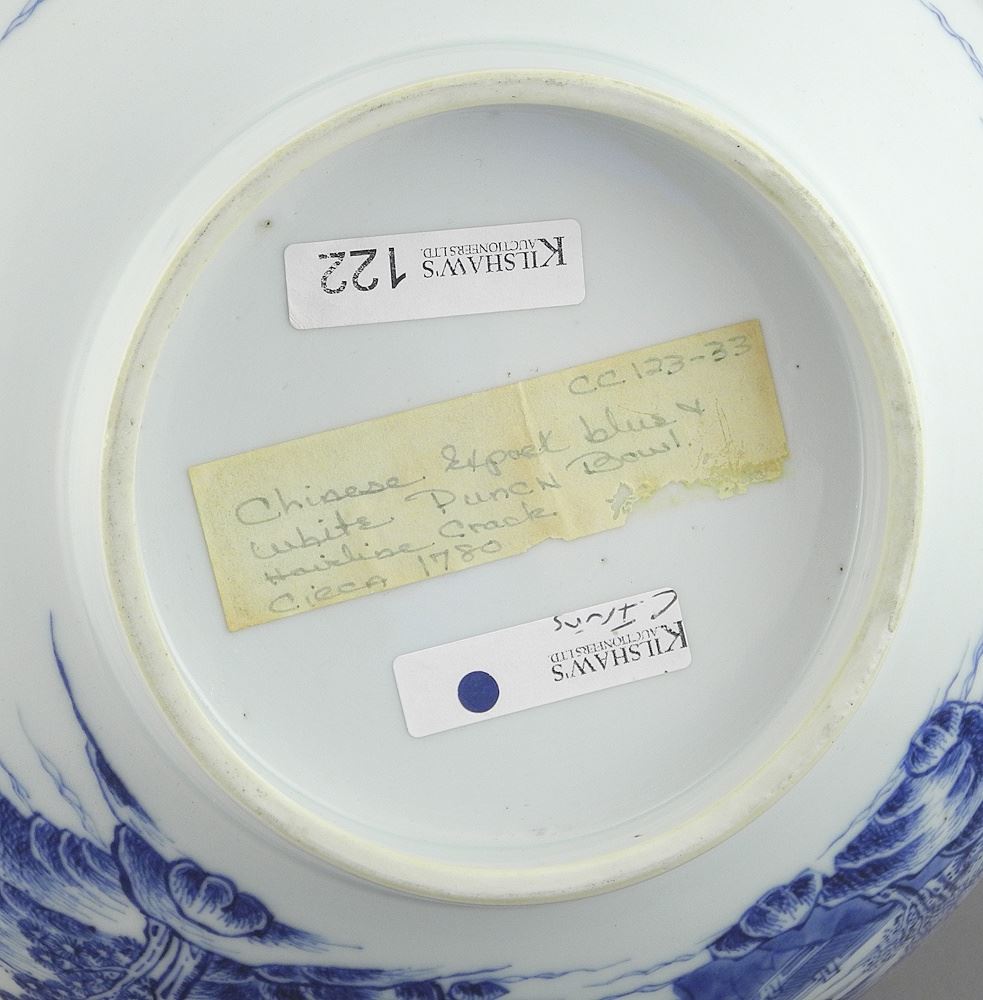 KILSHAW'S
AUCTIONEERS LTD.
122
CC 123-33
Chinese Export blue &
White Punch Bowl.
Hairline Crack.
CIRCA 1780
KILSHAW'S
AUCTIONEERS LTD.